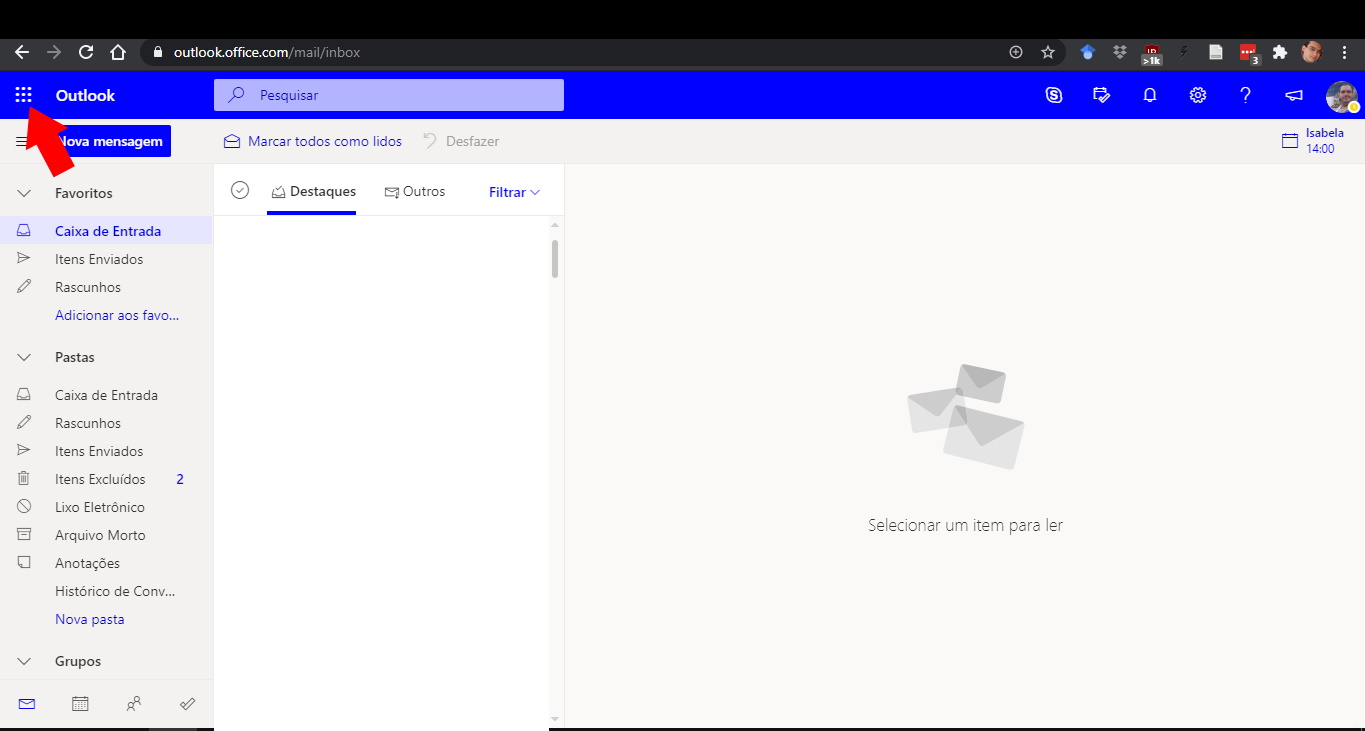 outlook.office.com/mail/inbox
>1k
3
Outlook
Pesquisar
Nova mensagem
Marcar todos como lidos
Desfazer
Isabela
14:00
Favoritos
Destaques
Outros
Filtrar
Caixa de Entrada
Itens Enviados
Rascunhos
Adicionar aos favo...
Pastas
Caixa de Entrada
Rascunhos
Itens Enviados
Itens Excluídos 2
Lixo Eletrônico
Arquivo Morto
Anotações
Histórico de Conv...
Nova pasta
Grupos
Selecionar um item para ler